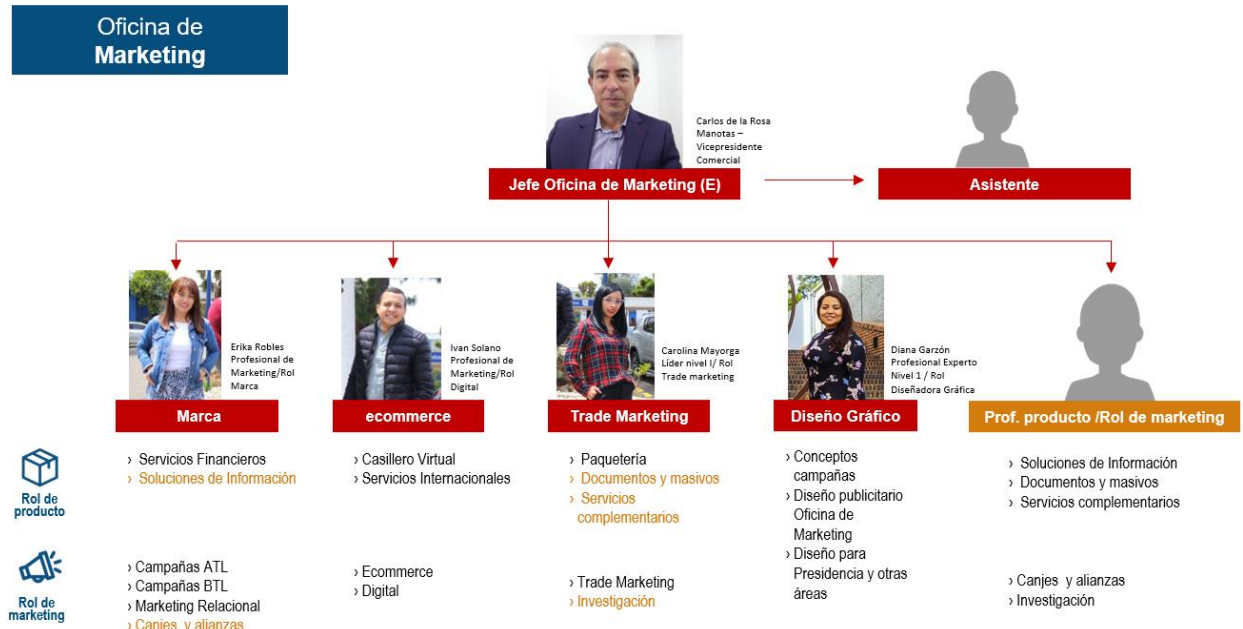 Oficina de
Marketing
Carlos de la Rosa
Manotas –
Vicepresidente
Comercial
Jefe Oficina de Marketing (E)
Asistente
Erika Robles
Profesional de
Marketing/Rol
Marca
Ivan Solano
Profesional de
Marketing/Rol
Digital
Carolina Mayorga
Líder nivel I/ Rol
Trade marketing
Diana Garzón
Profesional Experto
Nivel 1 / Rol
Diseñadora Gráfica
Marca
ecommerce
Trade Marketing
Diseño Gráfico
Prof. producto /Rol de marketing
Rol de
producto
› Servicios Financieros
› Soluciones de Información
› Casillero Virtual
› Servicios Internacionales
› Paquetería
› Documentos y masivos
› Servicios
complementarios
› Conceptos
campañas
› Diseño publicitario
Oficina de
Marketing
› Diseño para
Presidencia y otras
áreas
› Soluciones de Información
› Documentos y masivos
› Servicios complementarios
Rol de
marketing
› Campañas ATL
› Campañas BTL
› Marketing Relacional
› Canjes y alianzas
› Ecommerce
› Digital
› Trade Marketing
› Investigación
› Canjes y alianzas
› Investigación